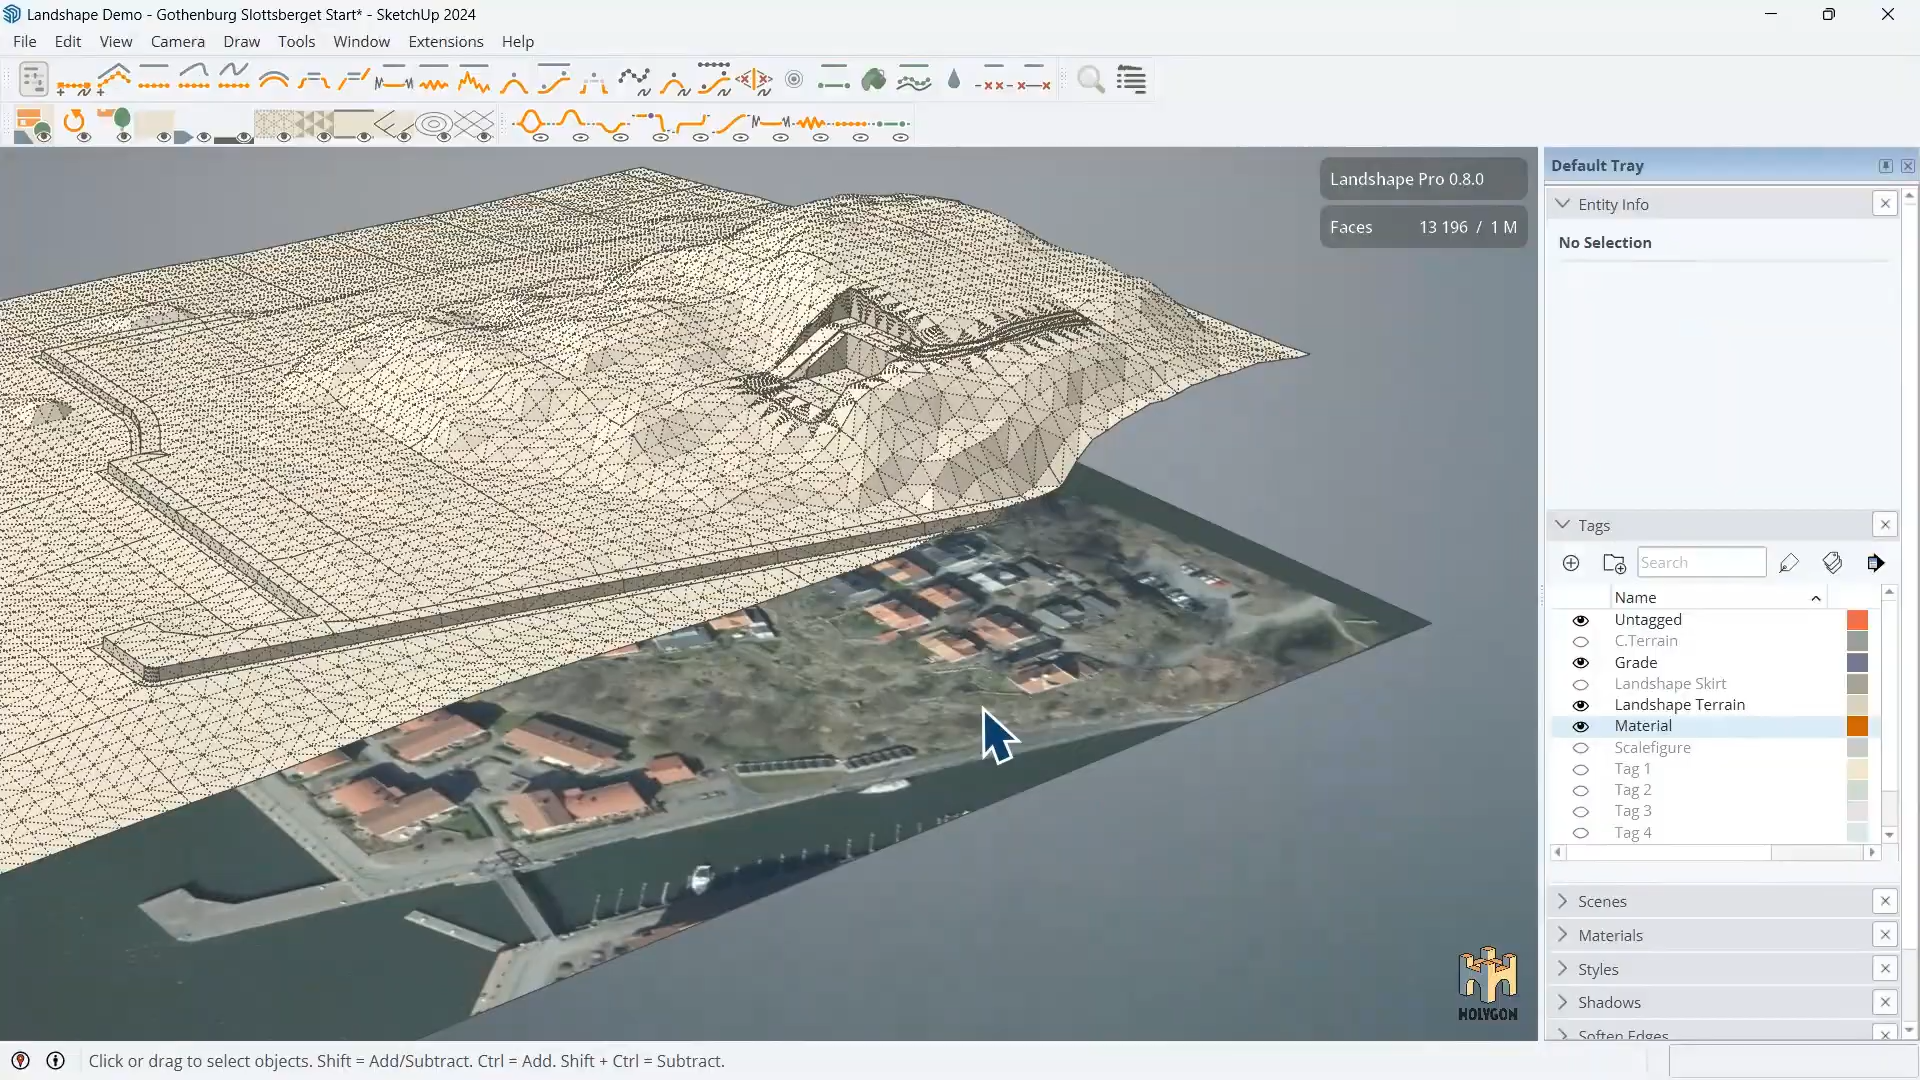 Landshape Demo - Gothenburg Slottsberget Start* - SketchUp 2024
File Edit View Camera Draw Tools Window Extensions Help
Landshape Pro 0.8.0
Faces 13 196 / 1 M
Default Tray
Entity Info
No Selection
Tags
Search
Name
Untagged
C.Terrain
Grade
Landshape Skirt
Landshape Terrain
Material
Scalefigure
Tag 1
Tag 2
Tag 3
Tag 4
Scenes
Materials
Styles
Shadows
Soften Edges
HOLYGON
Click or drag to select objects. Shift = Add/Subtract. Ctrl = Add. Shift + Ctrl = Subtract.